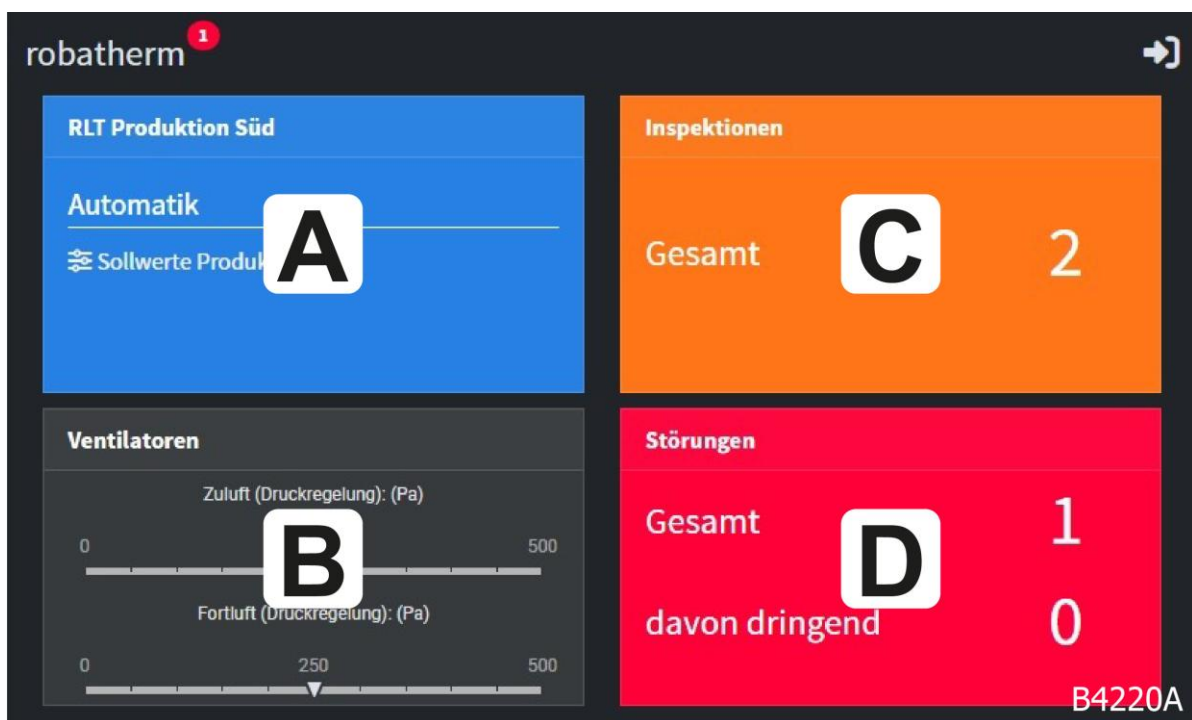 robatherm 1
RLT Produktion Süd
Automatik
A
Sollwerte
Inspektionen
Gesamt
C
2
Ventilatoren
Zuluft (Druckregelung): (Pa)
0
500
B
Fortluft (Druckregelung): (Pa)
0
250
500
Störungen
Gesamt
1
D
davon dringend
0
B4220A